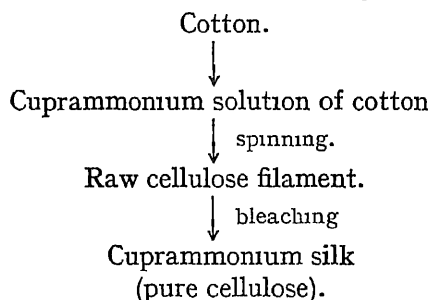 Cotton.
Cuprammonium solution of cotton
spinning.
Raw cellulose filament.
bleaching
Cuprammonium silk
(pure cellulose).